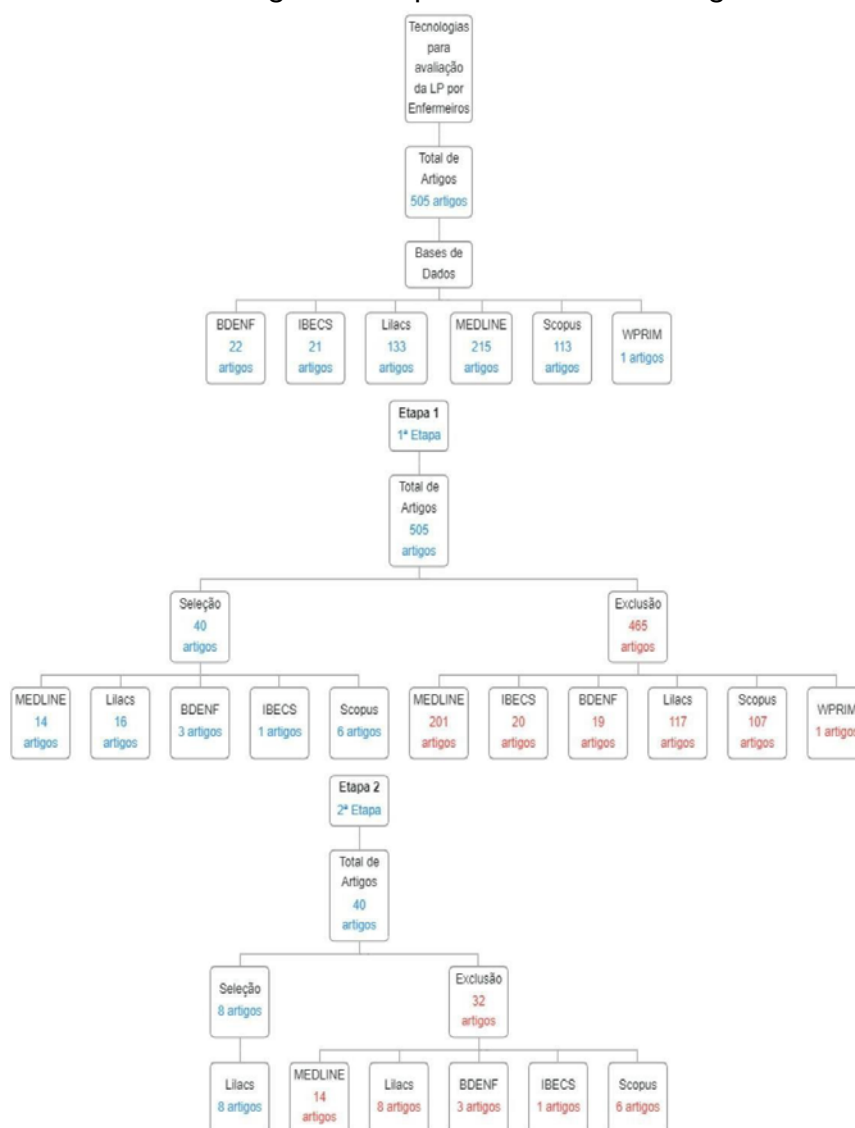 Tecnologias
para
avaliação
da LP por
Enfermeiros
Total de
Artigos
505 artigos
Bases de
Dados
BDENF
22
artigos
IBECS
21
artigos
Lilacs
133
artigos
MEDLINE
215
artigos
Scopus
113
artigos
WPRIM
1 artigos
Etapa 1
1ª Etapa
Total de
Artigos
505
artigos
Seleção
40
artigos
Exclusão
465
artigos
MEDLINE
14
artigos
Lilacs
16
artigos
BDENF
3 artigos
IBECS
1 artigos
Scopus
6 artigos
MEDLINE
201
artigos
IBECS
20
artigos
BDENF
19
artigos
Lilacs
117
artigos
Scopus
107
artigos
WPRIM
1 artigos
Etapa 2
2ª Etapa
Total de
Artigos
40
artigos
Seleção
8 artigos
Exclusão
32
artigos
Lilacs
8 artigos
MEDLINE
14
artigos
Lilacs
8 artigos
BDENF
3 artigos
IBECS
1 artigos
Scopus
6 artigos